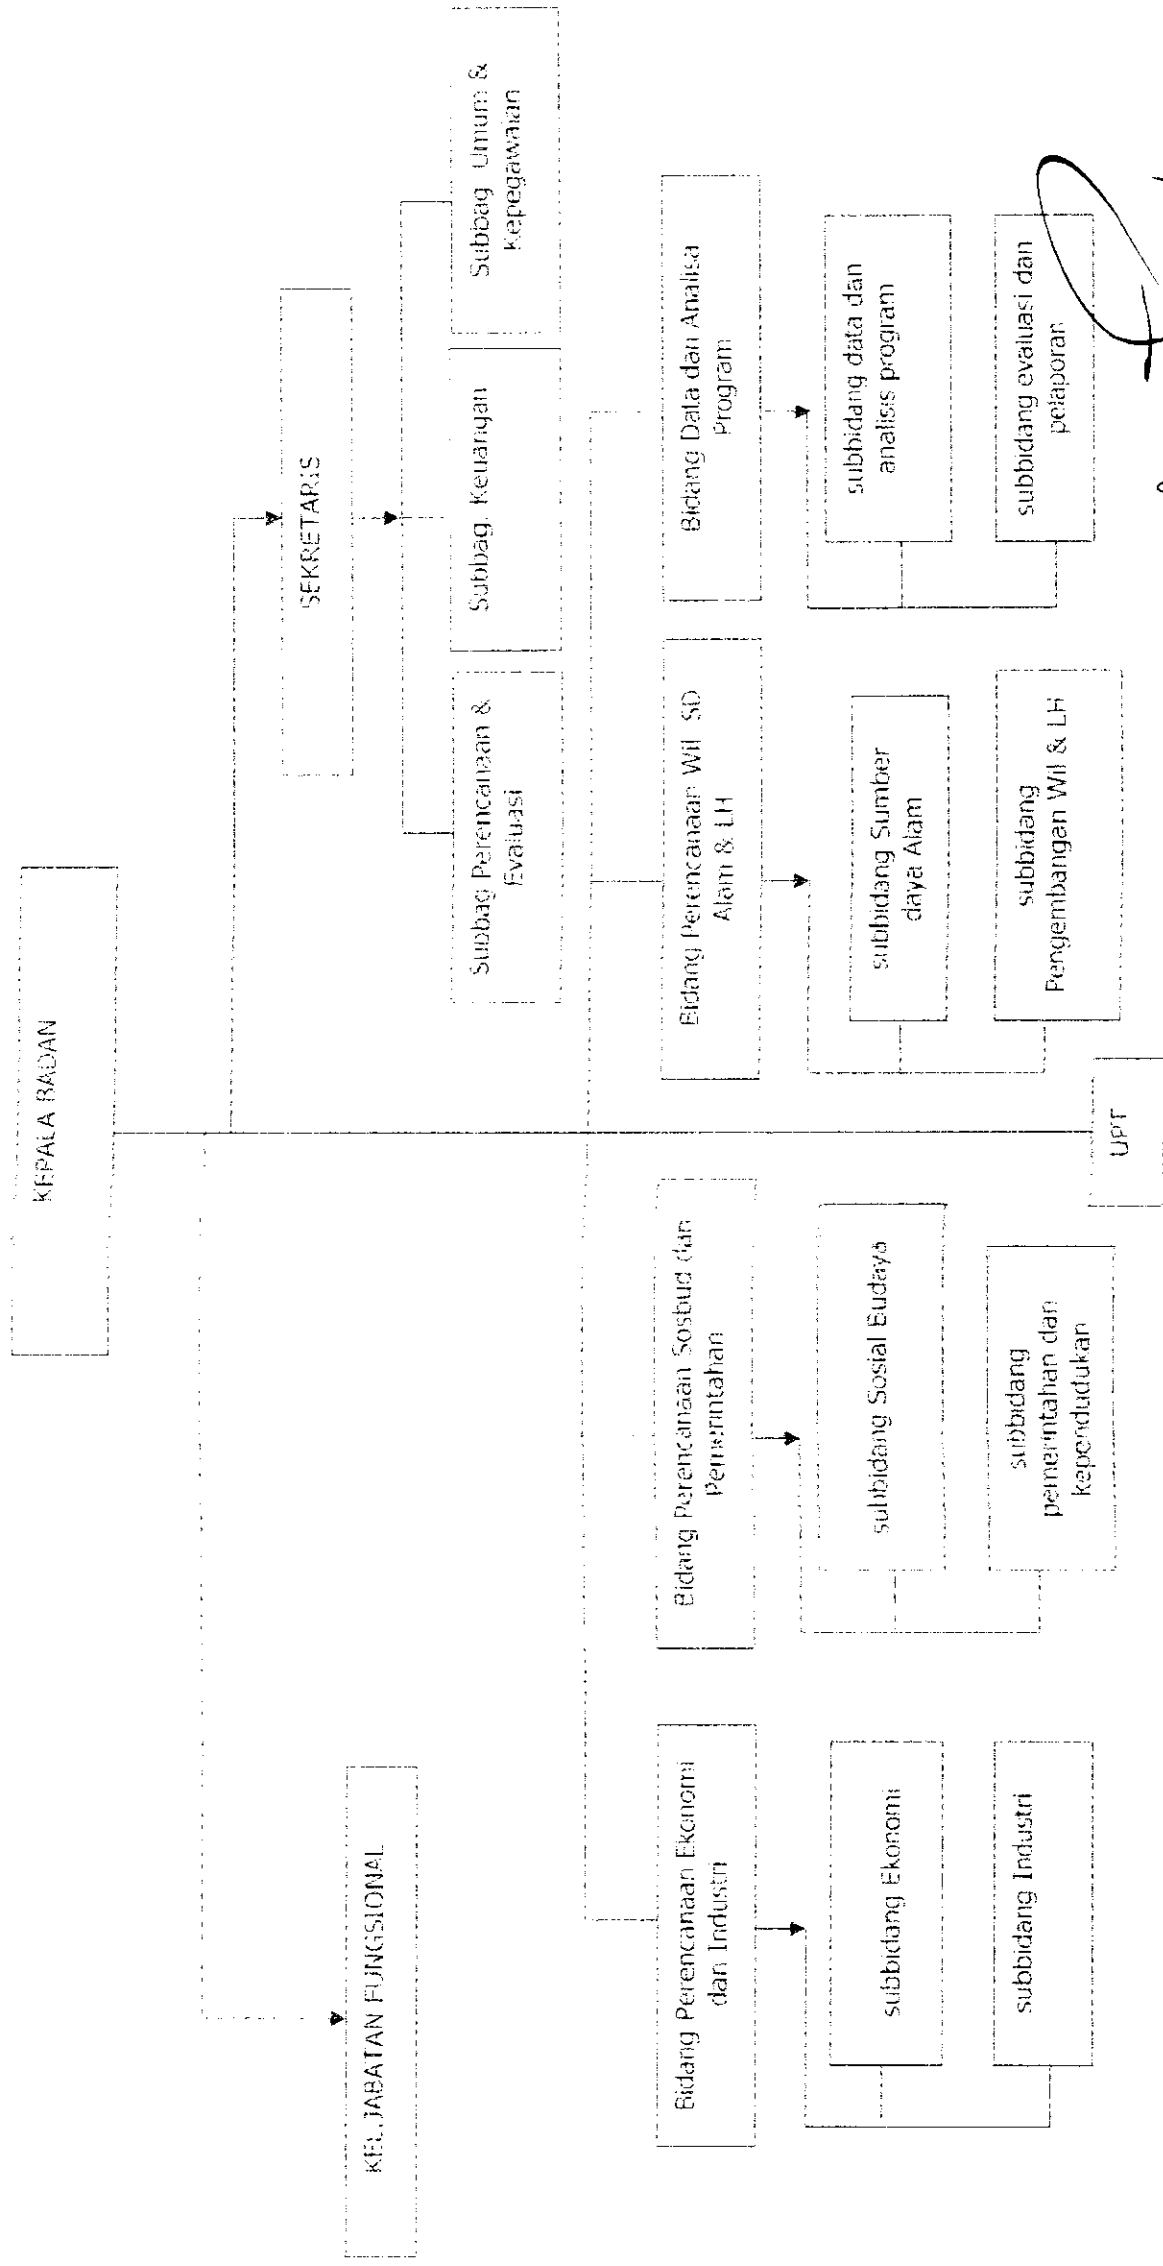 KEPALA BADAN
SEKRETARIS
KEL.JABATAN FUNGSIONAL
Subbag Perencanaan &
Evaluasi
Subbag. Keuangan
Subbag Umum &
Kepegawaian
Bidang Perencanaan Ekonomi
dan Industri
Bidang Perencanaan Sosbud dan
Pemerintahan
Bidang Perencanaan Wil SD
Alam & LH
Bidang Data dan Analisa
Program
subbidang Ekonomi
subbidang Sosial Budaya
subbidang Sumber
daya Alam
subbidang data dan
analisis program
subbidang Industri
subbidang
pemerintahan dan
kependudukan
subbidang
Pengembangan Wil & LH
subbidang evaluasi dan
pelaporan
UPT